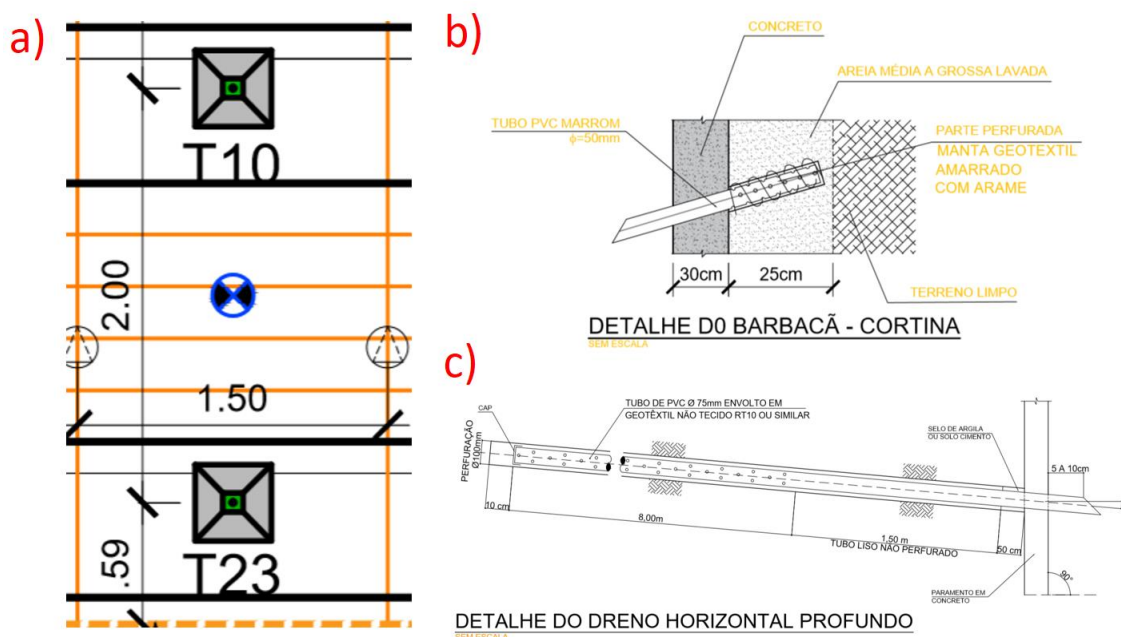 a)
T10
2.00
1.50
T23
.59
b)
CONCRETO
AREIA MÉDIA A GROSSA LAVADA
TUBO PVC MARROM
ϕ=50mm
PARTE PERFURADA
MANTA GEOTEXTIL
AMARRADO
COM ARAME
30cm
25cm
TERRENO LIMPO
DETALHE D0 BARBACÃ - CORTINA
SEM ESCALA
c)
CAP
TUBO DE PVC Ø 75mm ENVOLTO EM
GEOTÊXTIL NÃO TECIDO RT10 OU SIMILAR
PERFURAÇÃO
Ø100mm
SELO DE ARGILA
OU SOLO CIMENTO
5 A 10cm
10 cm
8,00m
1,50 m
50 cm
TUBO LISO NÃO PERFURADO
90°
PARAMENTO EM
CONCRETO
DETALHE DO DRENO HORIZONTAL PROFUNDO
SEM ESCALA